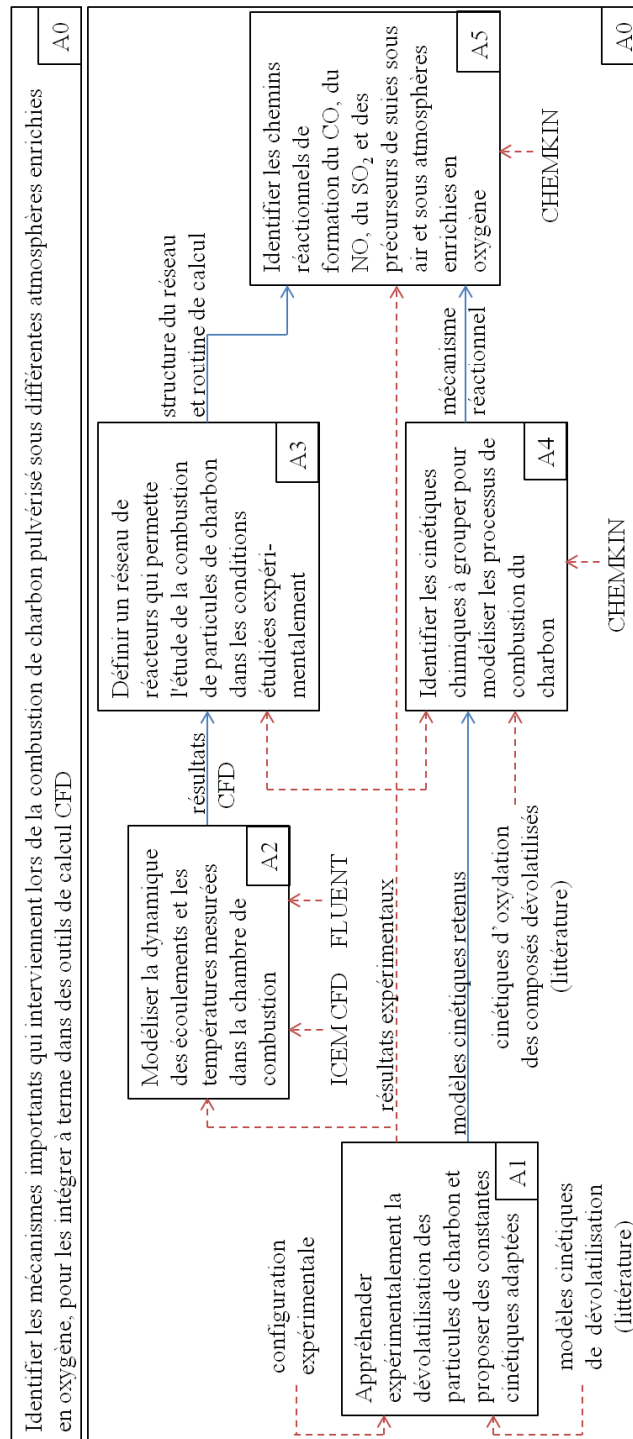 Identifier les mécanismes importants qui interviennent lors de la combustion de charbon pulvérisé sous différentes atmosphères enrichies
en oxygène, pour les intégrer à terme dans des outils de calcul CFD
A0
configuration
expérimentale
Appréhender
expérimentalement la
dévolatilisation des
particules de charbon et
proposer des constantes
cinétiques adaptées
A1
modèles cinétiques
de dévolatilisation
(littérature)
Modéliser la dynamique
des écoulements et les
températures mesurées
dans la chambre de
combustion
A2
ICEM CFD
FLUENT
résultats expérimentaux
modèles cinétiques retenus
cinétiques d'oxydation
des composés dévolatilisés
(littérature)
résultats
CFD
Définir un réseau de
réacteurs qui permette
l'étude de la combustion
de particules de charbon
dans les conditions
étudiées expéri-
mentalement
A3
Identifier les cinétiques
chimiques à grouper pour
modéliser les processus de
combustion du
charbon
A4
CHEMKIN
structure du réseau
et routine de calcul
mécanisme
réactionnel
Identifier les chemins
réactionnels de
formation du CO, du
NO, du SO₂ et des
précurseurs de suies sous
air et sous atmosphères
enrichies en
oxygène
A5
CHEMKIN
A0